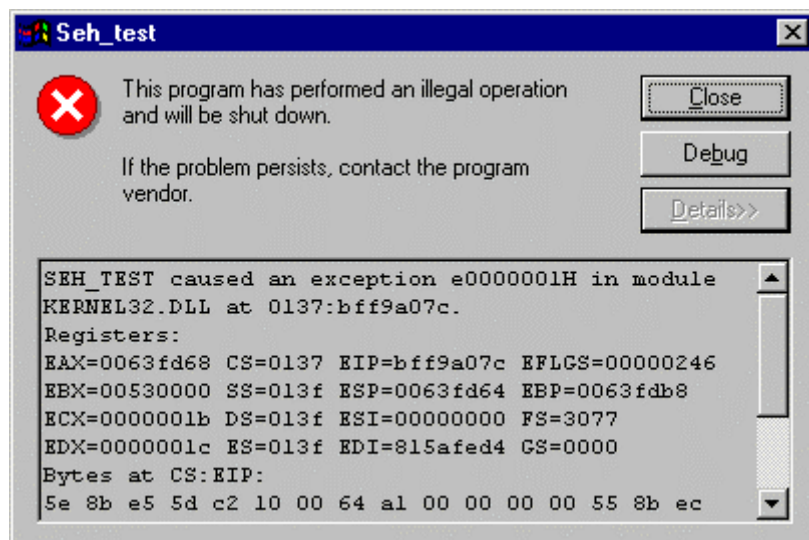 Seh_test
This program has performed an illegal operation
and will be shut down.
If the problem persists, contact the program
vendor.
Close
Debug
Details>>
SEH_TEST caused an exception e0000001H in module
KERNEL32.DLL at 0137:bff9a07c.
Registers:
EAX=0063fd68 CS=0137 EIP=bff9a07c EFLGS=00000246
EBX=00530000 SS=013f ESP=0063fd64 EBP=0063fdb8
ECX=0000001b DS=013f ESI=00000000 FS=3077
EDX=0000001c ES=013f EDI=815afed4 GS=0000
Bytes at CS:EIP:
5e 8b e5 5d c2 10 00 64 a1 00 00 00 00 55 8b ec